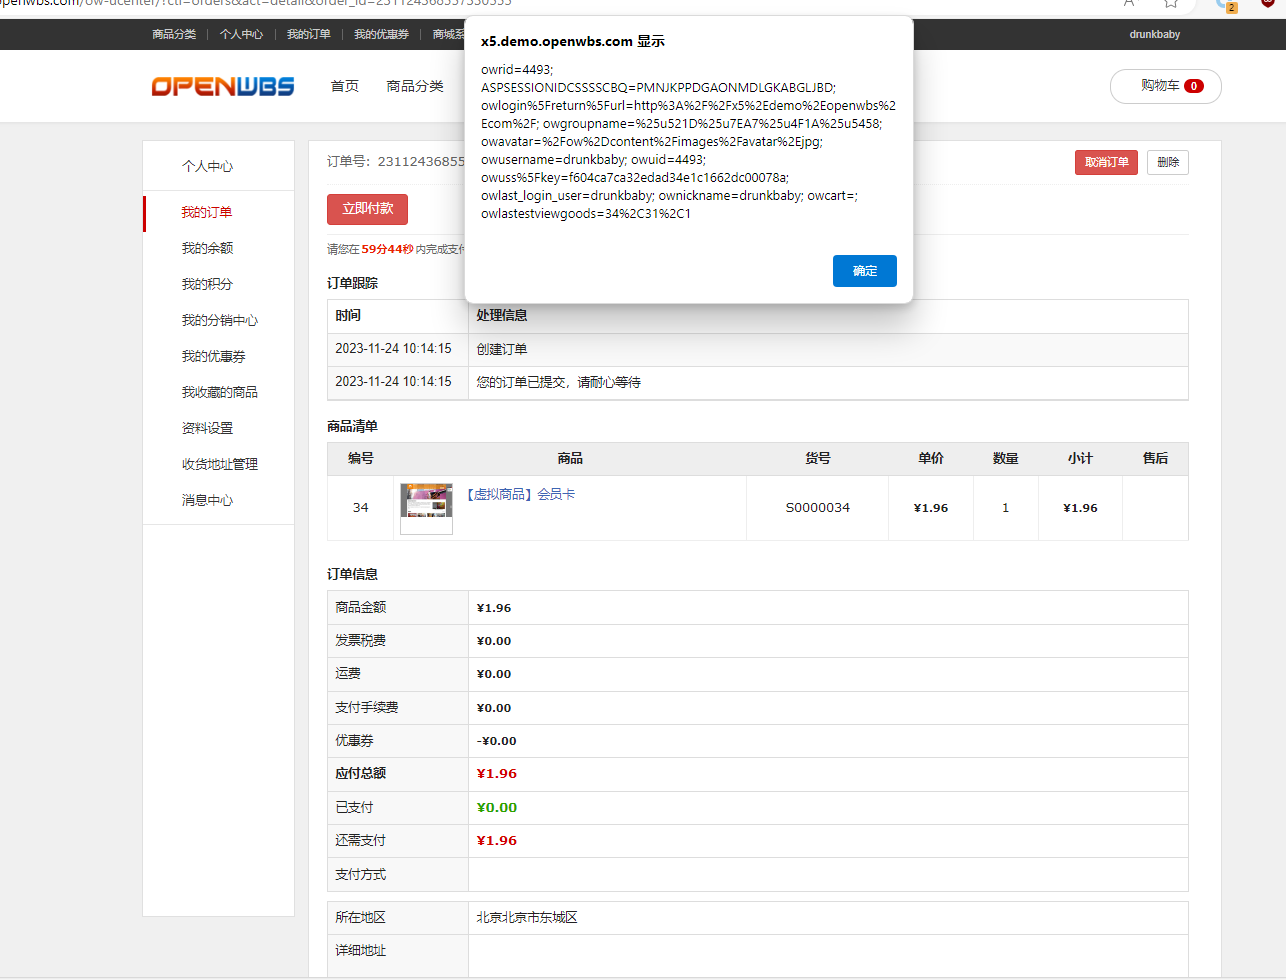 openwbs.com/ow-ucenter/?ctl=orders&act=detail&order_id=231124368557330555
2
商品分类 个人中心 我的订单 我的优惠券 商城系
drunkbaby
OPENWBS
首页 商品分类
购物车 0
x5.demo.openwbs.com 显示
owrid=4493;
ASPSESSIONIDCSSSSCBQ=PMNJKPPDGAONMDLGKABGLJBD;
owlogin%5Freturn%5Furl=http%3A%2F%2Fx5%2Edemo%2Eopenwbs%2
Ecom%2F; owgroupname=%25u521D%25u7EA7%25u4F1A%25u5458;
owavatar=%2Fow%2Dcontent%2Fimages%2Favatar%2Ejpg;
owusername=drunkbaby; owuid=4493;
owuss%5Fkey=f604ca7ca32edad34e1c1662dc00078a;
owlast_login_user=drunkbaby; ownickname=drunkbaby; owcart=;
owlastestviewgoods=34%2C31%2C1
确定
个人中心
我的订单
我的余额
我的积分
我的分销中心
我的优惠券
我收藏的商品
资料设置
收货地址管理
消息中心
订单号: 23112436855
取消订单 删除
立即付款
请您在 59分44秒 内完成支付
订单跟踪
时间 处理信息
2023-11-24 10:14:15 创建订单
2023-11-24 10:14:15 您的订单已提交，请耐心等待
商品清单
编号 商品 货号 单价 数量 小计 售后
34 【虚拟商品】会员卡 S0000034 ¥1.96 1 ¥1.96
订单信息
商品金额 ¥1.96
发票税费 ¥0.00
运费 ¥0.00
支付手续费 ¥0.00
优惠券 -¥0.00
应付总额 ¥1.96
已支付 ¥0.00
还需支付 ¥1.96
支付方式
所在地区 北京北京市东城区
详细地址